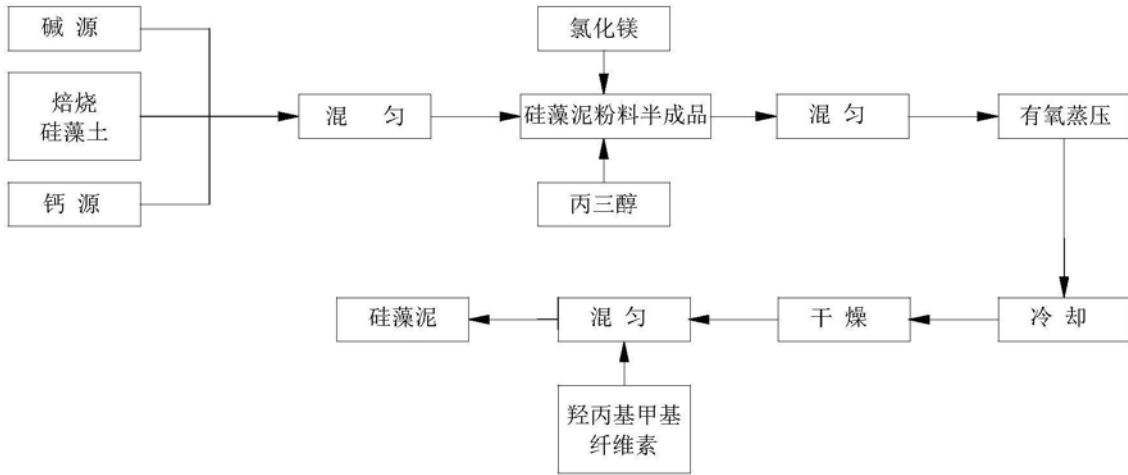 碱 源
焙烧
硅藻土
钙 源
混 匀
氯化镁
硅藻泥粉料半成品
丙三醇
混 匀
有氧蒸压
冷 却
干 燥
混 匀
硅藻泥
羟丙基甲基
纤维素